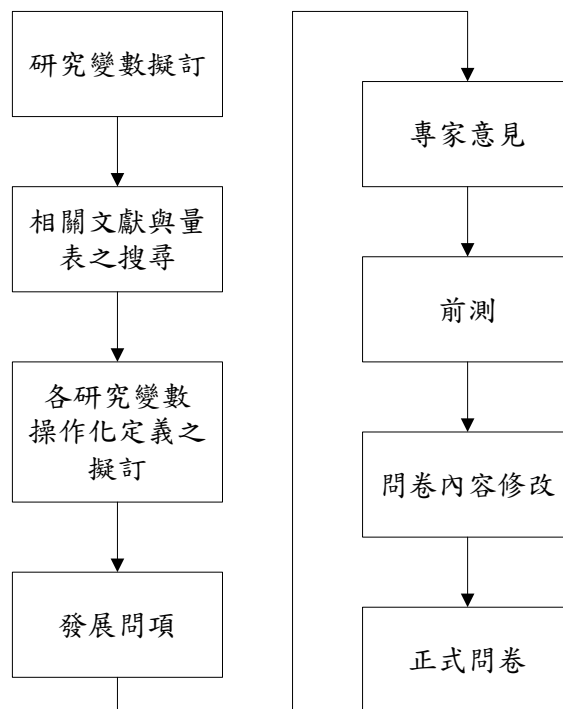 研究變數擬訂
相關文獻與量
表之搜尋
各研究變數
操作化定義之
擬訂
發展問項
專家意見
前測
問卷內容修改
正式問卷